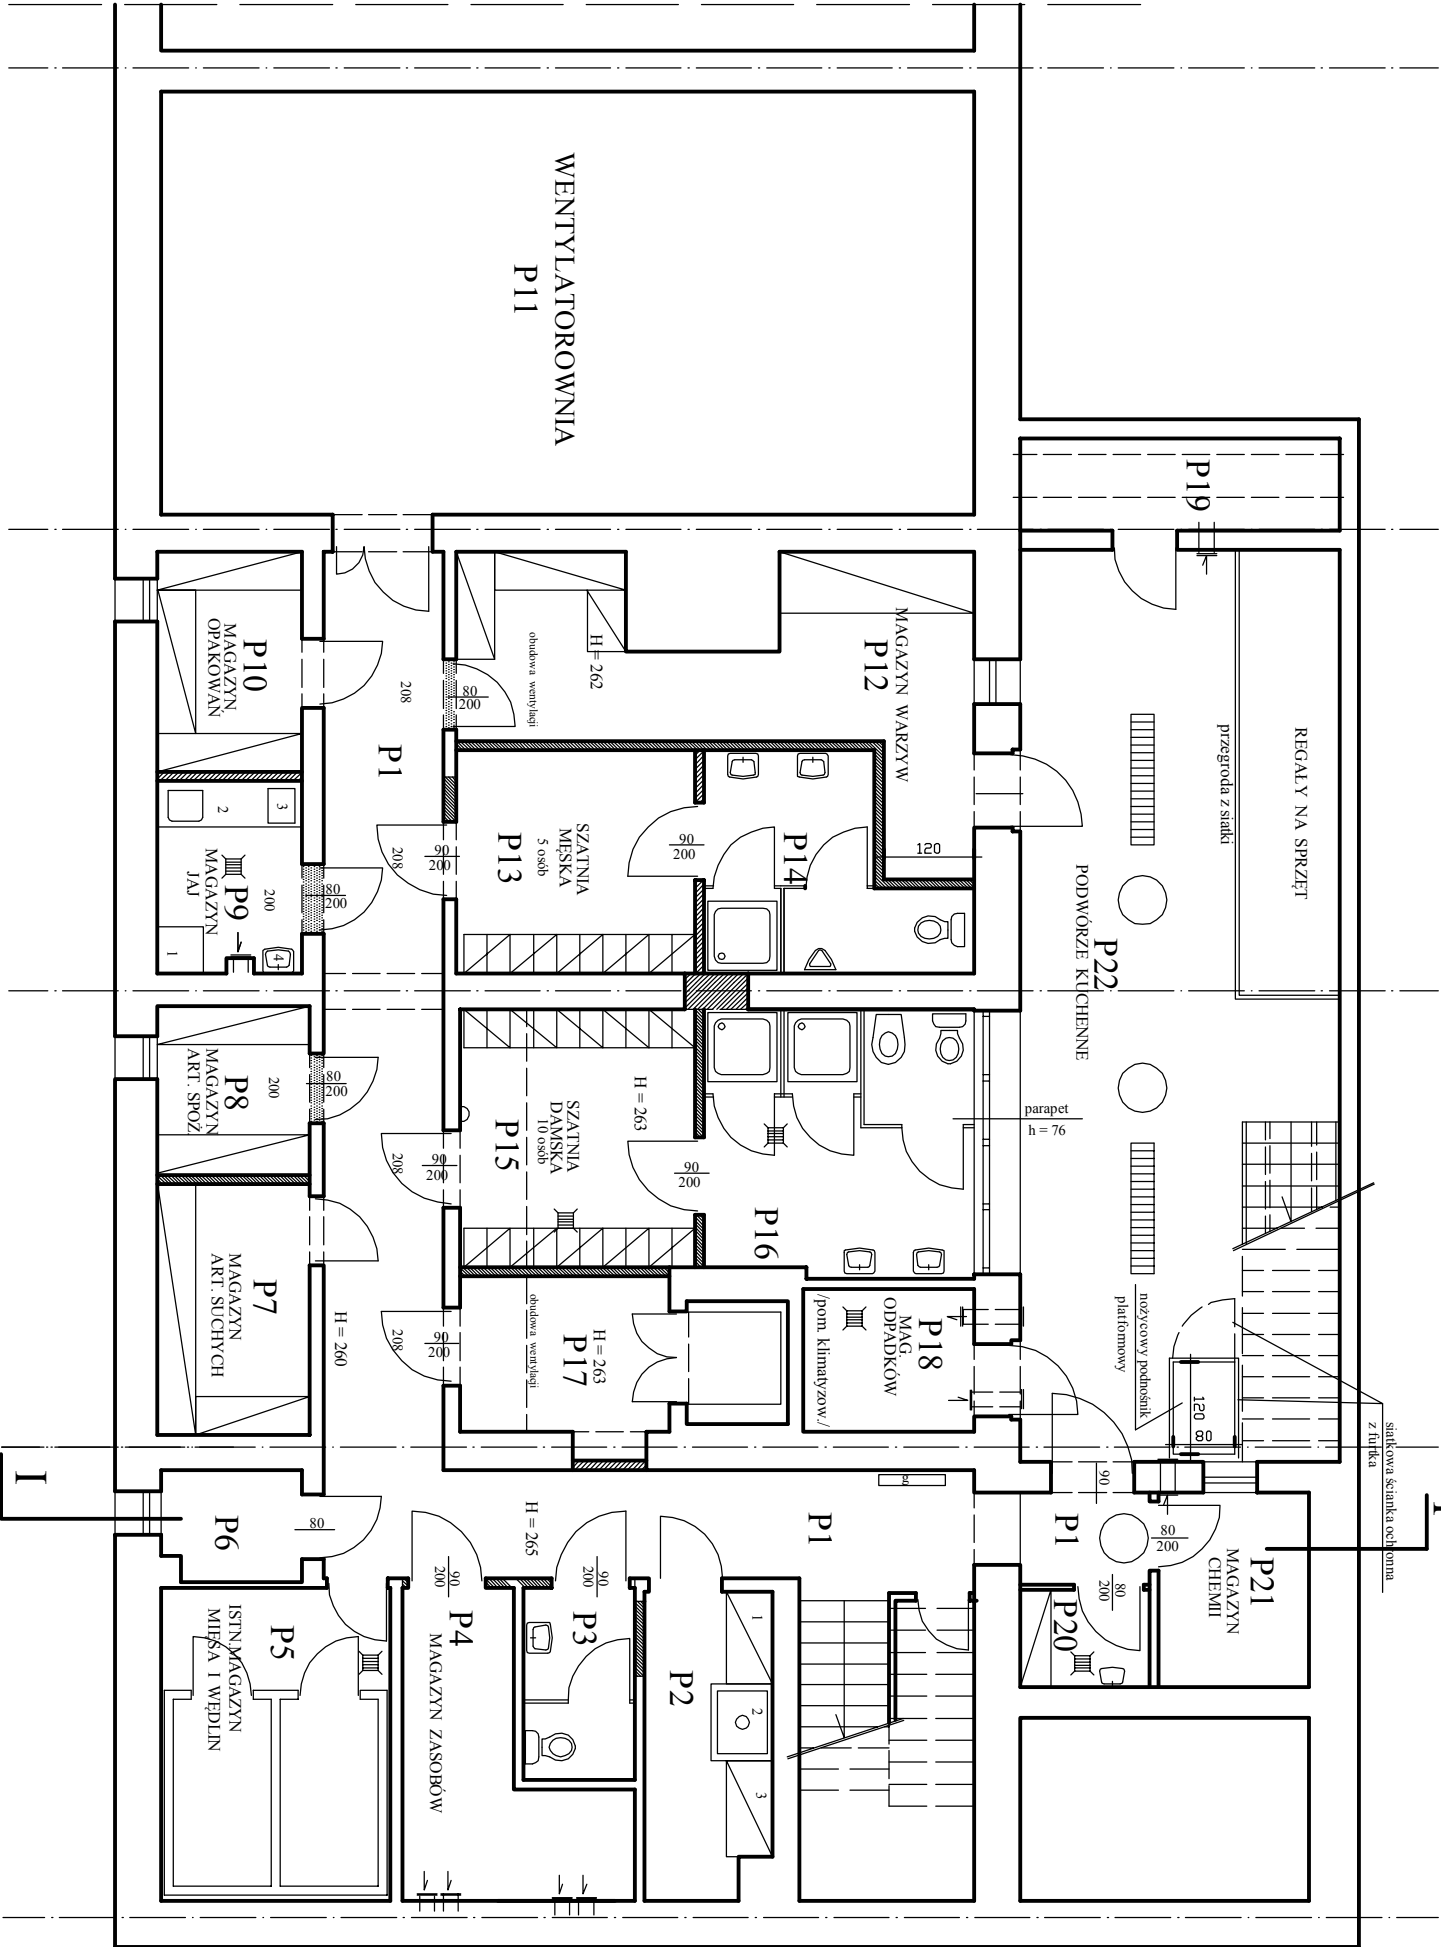 WENTYLATOROWNIA
P11
P19
REGAŁY NA SPRZĘT
przegroda z siatki
P22
PODWÓRZE KUCHENNE
P12
MAGAZYN WARZYW
H = 262
obudowa wentylacji
80
200
P10
MAGAZYN
OPAKOWAŃ
208
P1
2
3
P9
MAGAZYN
JAJ
200
80
200
1
4
208
90
200
P13
SZATNIA
MĘSKA
5 osób
90
200
P14
120
P8
MAGAZYN
ART. SPOŻ.
200
80
200
208
90
200
P15
SZATNIA
DAMSKA
10 osób
H = 263
90
200
P16
parapet
h = 76
P7
MAGAZYN
ART. SUCHYCH
H = 260
208
90
200
obudowa wentylacji
H = 263
P17
P18
MAG.
ODPADKÓW
/pom. klimatyzow./
nożycowy podnośnik
platformowy
120
80
siatkowa ścianka ochronna
z furtka
I
P6
80
H = 265
g
P1
90
P1
80
200
P21
MAGAZYN
CHEMII
80
200
P20
P5
ISTN.MAGAZYN
MIĘSA I WĘDLIN
90
200
P4
MAGAZYN ZASOBÓW
90
200
P3
P2
1
2
3